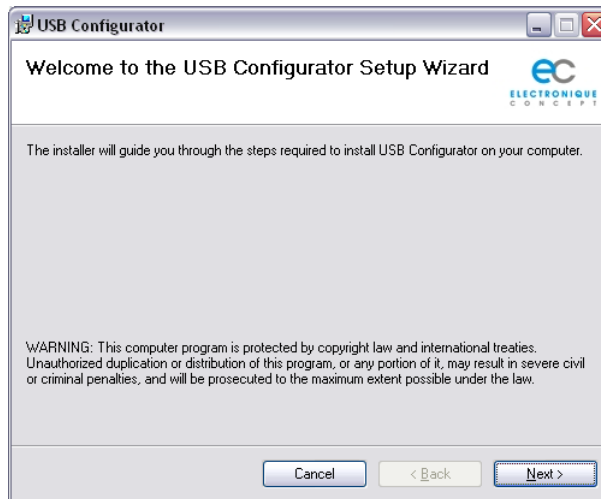 USB Configurator
Welcome to the USB Configurator Setup Wizard
ec
ELECTRONIQUE
CONCEPT
The installer will guide you through the steps required to install USB Configurator on your computer.
WARNING: This computer program is protected by copyright law and international treaties.
Unauthorized duplication or distribution of this program, or any portion of it, may result in severe civil
or criminal penalties, and will be prosecuted to the maximum extent possible under the law.
Cancel
< Back
Next >